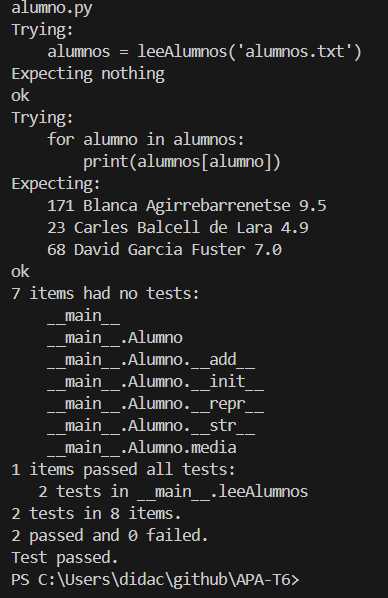 alumno.py
Trying:
    alumnos = leeAlumnos('alumnos.txt')
Expecting nothing
ok
Trying:
    for alumno in alumnos:
        print(alumnos[alumno])
Expecting:
    171 Blanca Agirrebarrenetse 9.5
    23 Carles Balcell de Lara 4.9
    68 David Garcia Fuster 7.0
ok
7 items had no tests:
    __main__
    __main__.Alumno
    __main__.Alumno.__add__
    __main__.Alumno.__init__
    __main__.Alumno.__repr__
    __main__.Alumno.__str__
    __main__.Alumno.media
1 items passed all tests:
   2 tests in __main__.leeAlumnos
2 tests in 8 items.
2 passed and 0 failed.
Test passed.
PS C:\Users\didac\github\APA-T6>